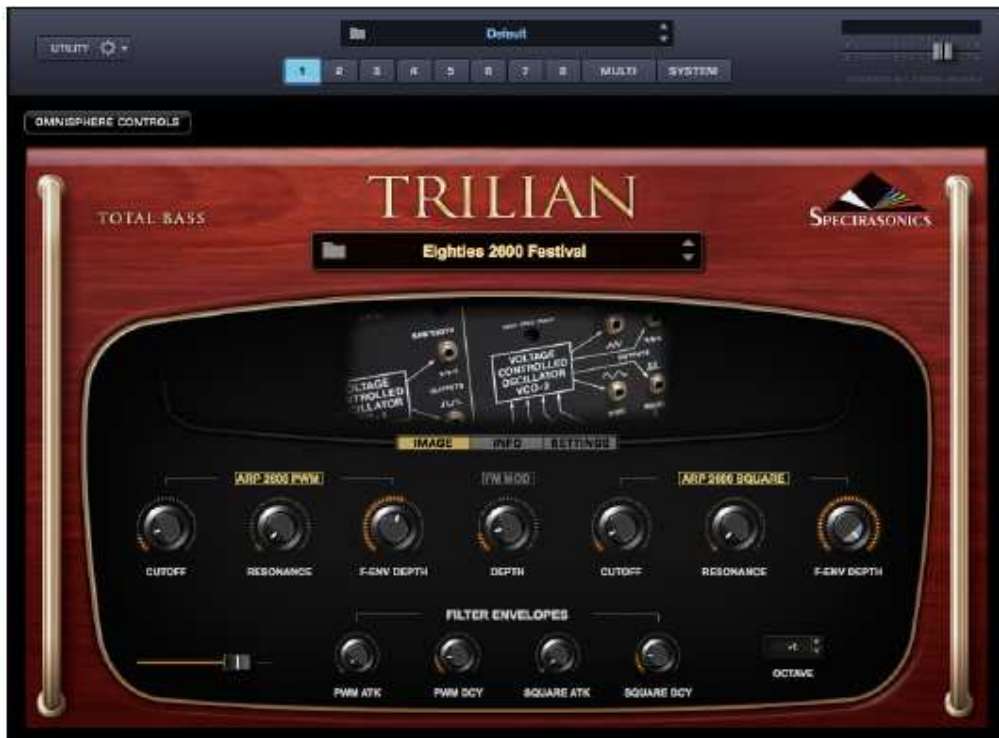 UTILITY
Default
1 2 3 4 5 6 7 8 MULTI SYSTEM
OMNISPHERE CONTROLS
TRILIAN
TOTAL BASS
SPECTRASONICS
Eighties 2600 Festival
SAWTOOTH
VOLTAGE
CONTROLLED
OSCILLATOR
VCO-2
OUTPUTS
OUTPUTS
IMAGE INFO SETTINGS
ARP 2600 PWM FM MOD ARP 2600 SQUARE
CUTOFF RESONANCE F-ENV DEPTH DEPTH CUTOFF RESONANCE F-ENV DEPTH
FILTER ENVELOPES
PWM ATK PWM DCY SQUARE ATK SQUARE DCY
OCTAVE